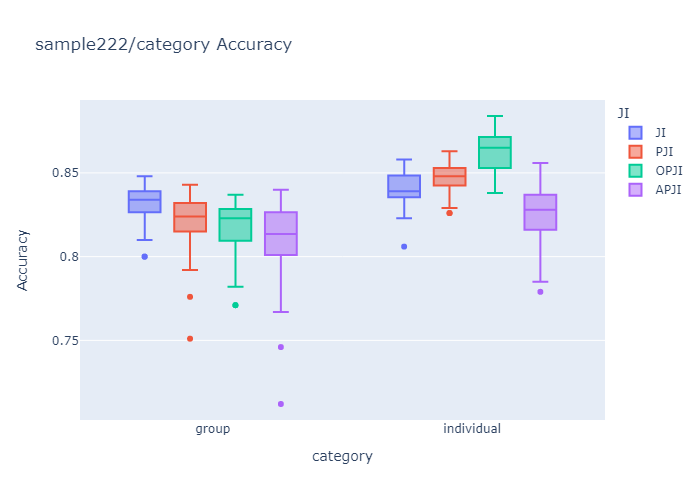 sample222/category Accuracy
JI
JI
PJI
OPJI
APJI
Accuracy
0.85
0.8
0.75
group
individual
category